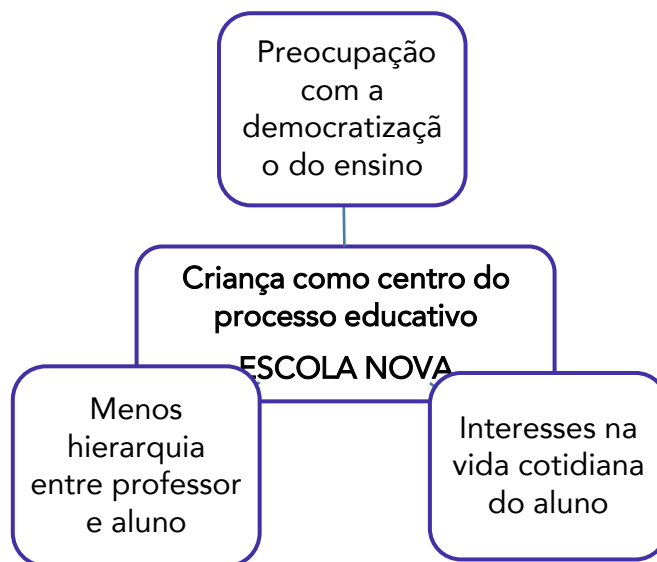 Preocupação
com a
democratizaçã
o do ensino
Criança como centro do
processo educativo
ESCOLA NOVA
Menos
hierarquia
entre professor
e aluno
Interesses na
vida cotidiana
do aluno